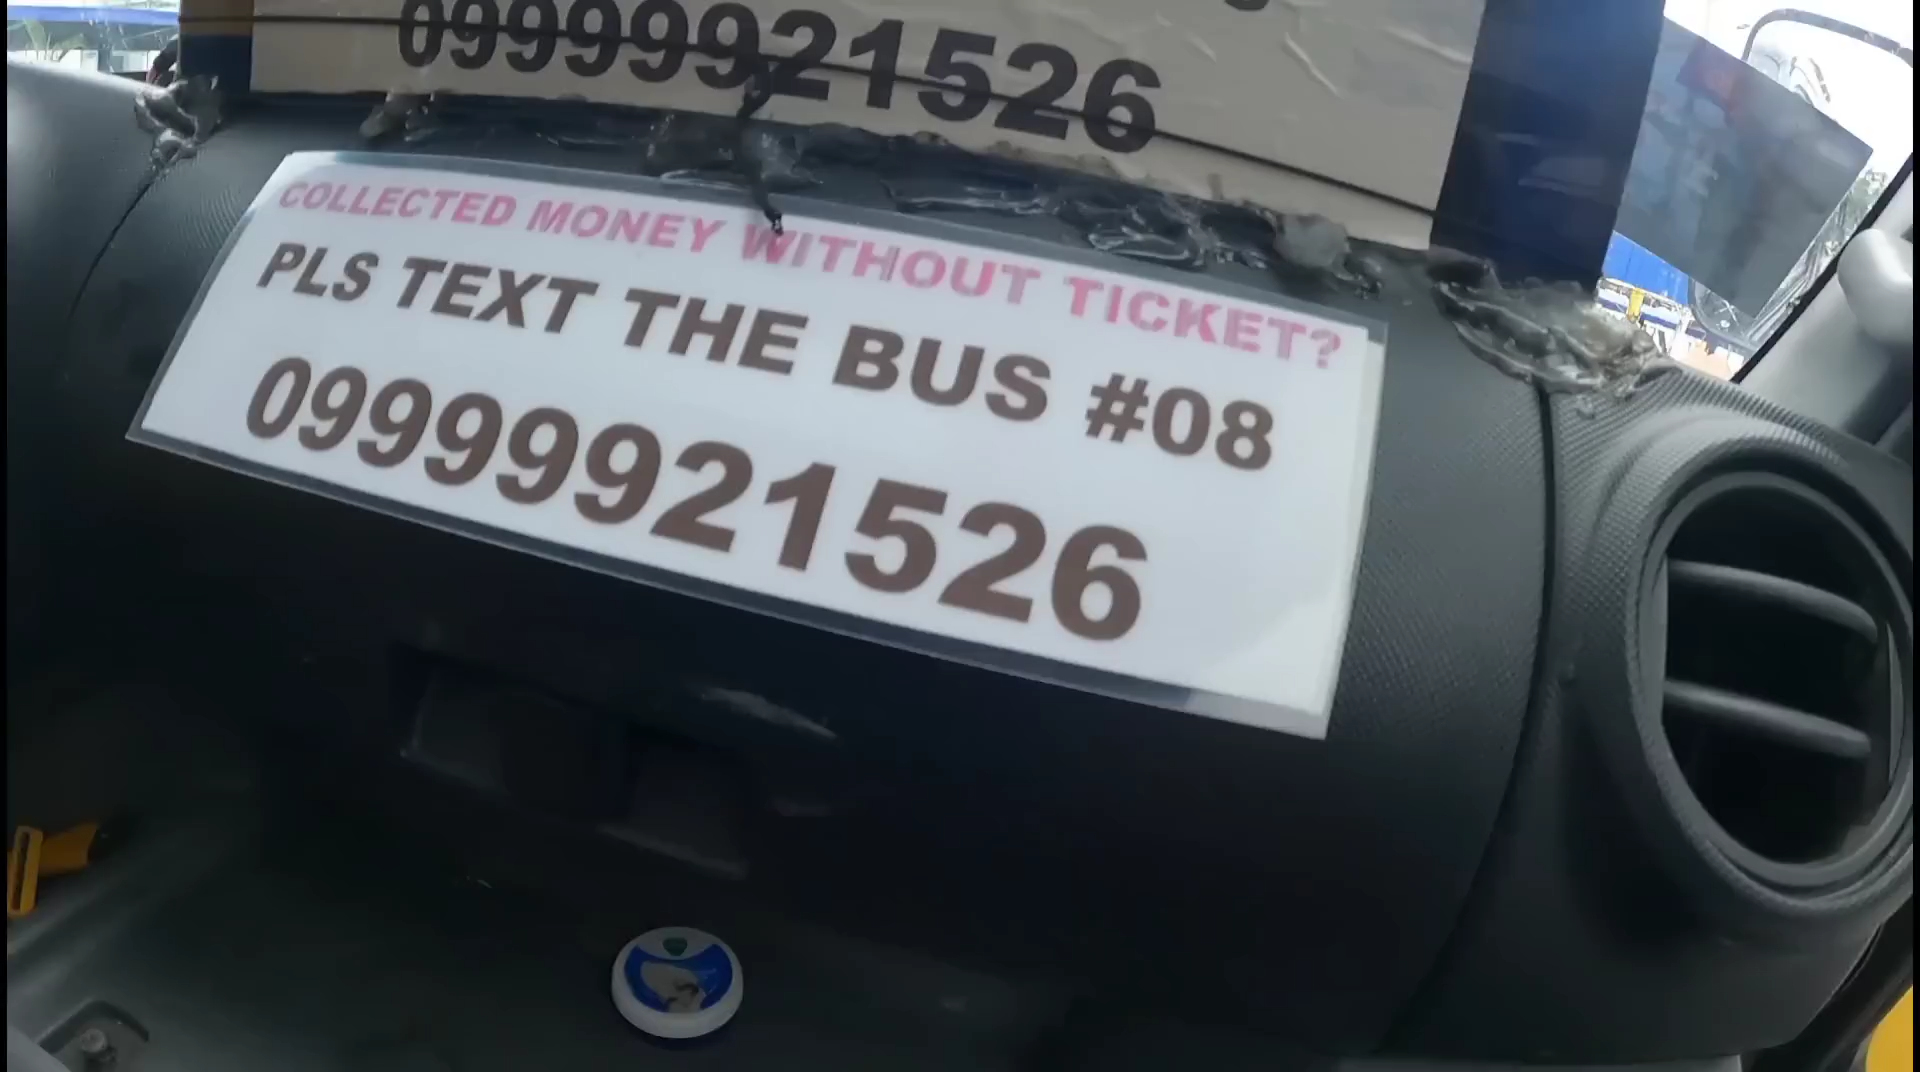 09999921526
COLLECTED MONEY WITHOUT TICKET?
PLS TEXT THE BUS #08
09999921526